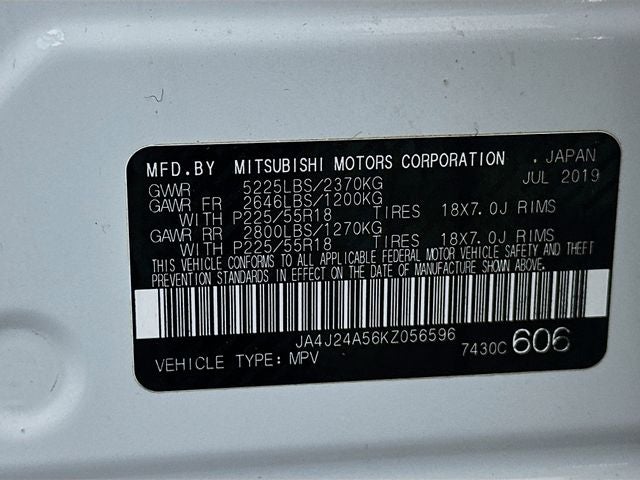 MFD.BY MITSUBISHI MOTORS CORPORATION . JAPAN
GVWR 5225LBS/2370KG JUL 2019
GAWR FR 2646LBS/1200KG
WITH P225/55R18 TIRES 18X7.0J RIMS
GAWR RR 2800LBS/1270KG
WITH P225/55R18 TIRES 18X7.0J RIMS
THIS VEHICLE CONFORMS TO ALL APPLICABLE FEDERAL MOTOR VEHICLE SAFETY AND THEFT
PREVENTION STANDARDS IN EFFECT ON THE DATE OF MANUFACTURE SHOWN ABOVE.
JA4J24A56KZ056596
VEHICLE TYPE: MPV 7430C 606